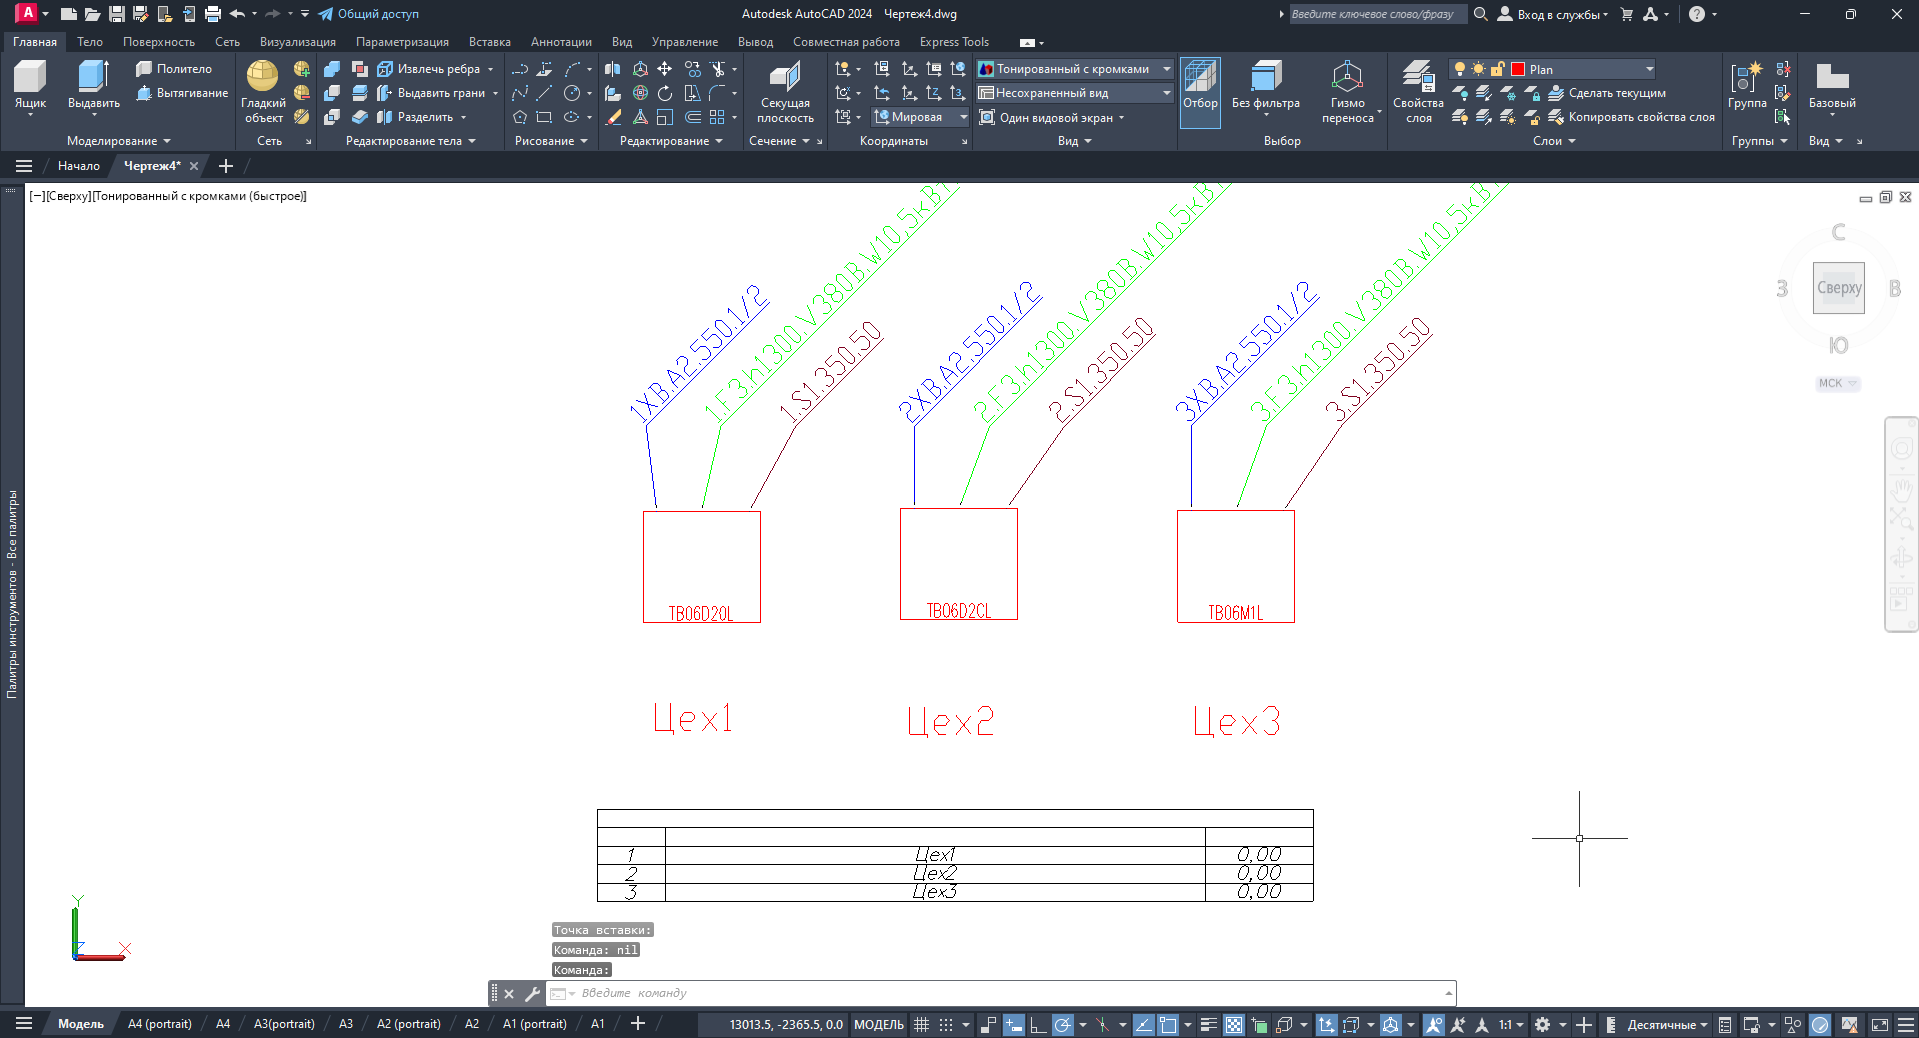 Общий доступ
Autodesk AutoCAD 2024 Чертеж4.dwg
Введите ключевое слово/фразу
Вход в службы
Главная
Тело
Поверхность
Сеть
Визуализация
Параметризация
Вставка
Аннотации
Вид
Управление
Вывод
Совместная работа
Express Tools
Ящик
Выдавить
Политело
Вытягивание
Гладкий
объект
Извлечь ребра
Выдавить грани
Разделить
Мировая
Секущая
плоскость
Тонированный с кромками
Несохраненный вид
Один видовой экран
Отбор
Без фильтра
Гизмо
переноса
Свойства
слоя
Plan
Сделать текущим
Копировать свойства слоя
Группа
Базовый
Моделирование
Сеть
Редактирование тела
Рисование
Редактирование
Сечение
Координаты
Вид
Выбор
Слои
Группы
Вид
Начало
Чертеж4*
[−][Сверху][Тонированный с кромками (быстрое)]
Палитры инструментов - Все палитры
С
З
Сверху
В
Ю
МСК
1XB.A2.550.1/2
1.F3.h1300.V380B.W10,5кВт
1.S1.350.50
2XB.A2.550.1/2
2.F3.h1300.V380B.W10,5кВт
2.S1.350.50
3XB.A2.550.1/2
3.F3.h1300.V380B.W10,5кВт
3.S1.350.50
TB06D20L
TB06D2CL
TB06M1L
Цех1
Цех2
Цех3
1 Цех1 0,00
2 Цех2 0,00
3 Цех3 0,00
Y
Z
X
Точка вставки:
Команда: nil
Команда:
Введите команду
Модель
A4 (portrait)
A4
A3(portrait)
A3
A2 (portrait)
A2
A1 (portrait)
A1
13013.5, -2365.5, 0.0
МОДЕЛЬ
1:1
Десятичные